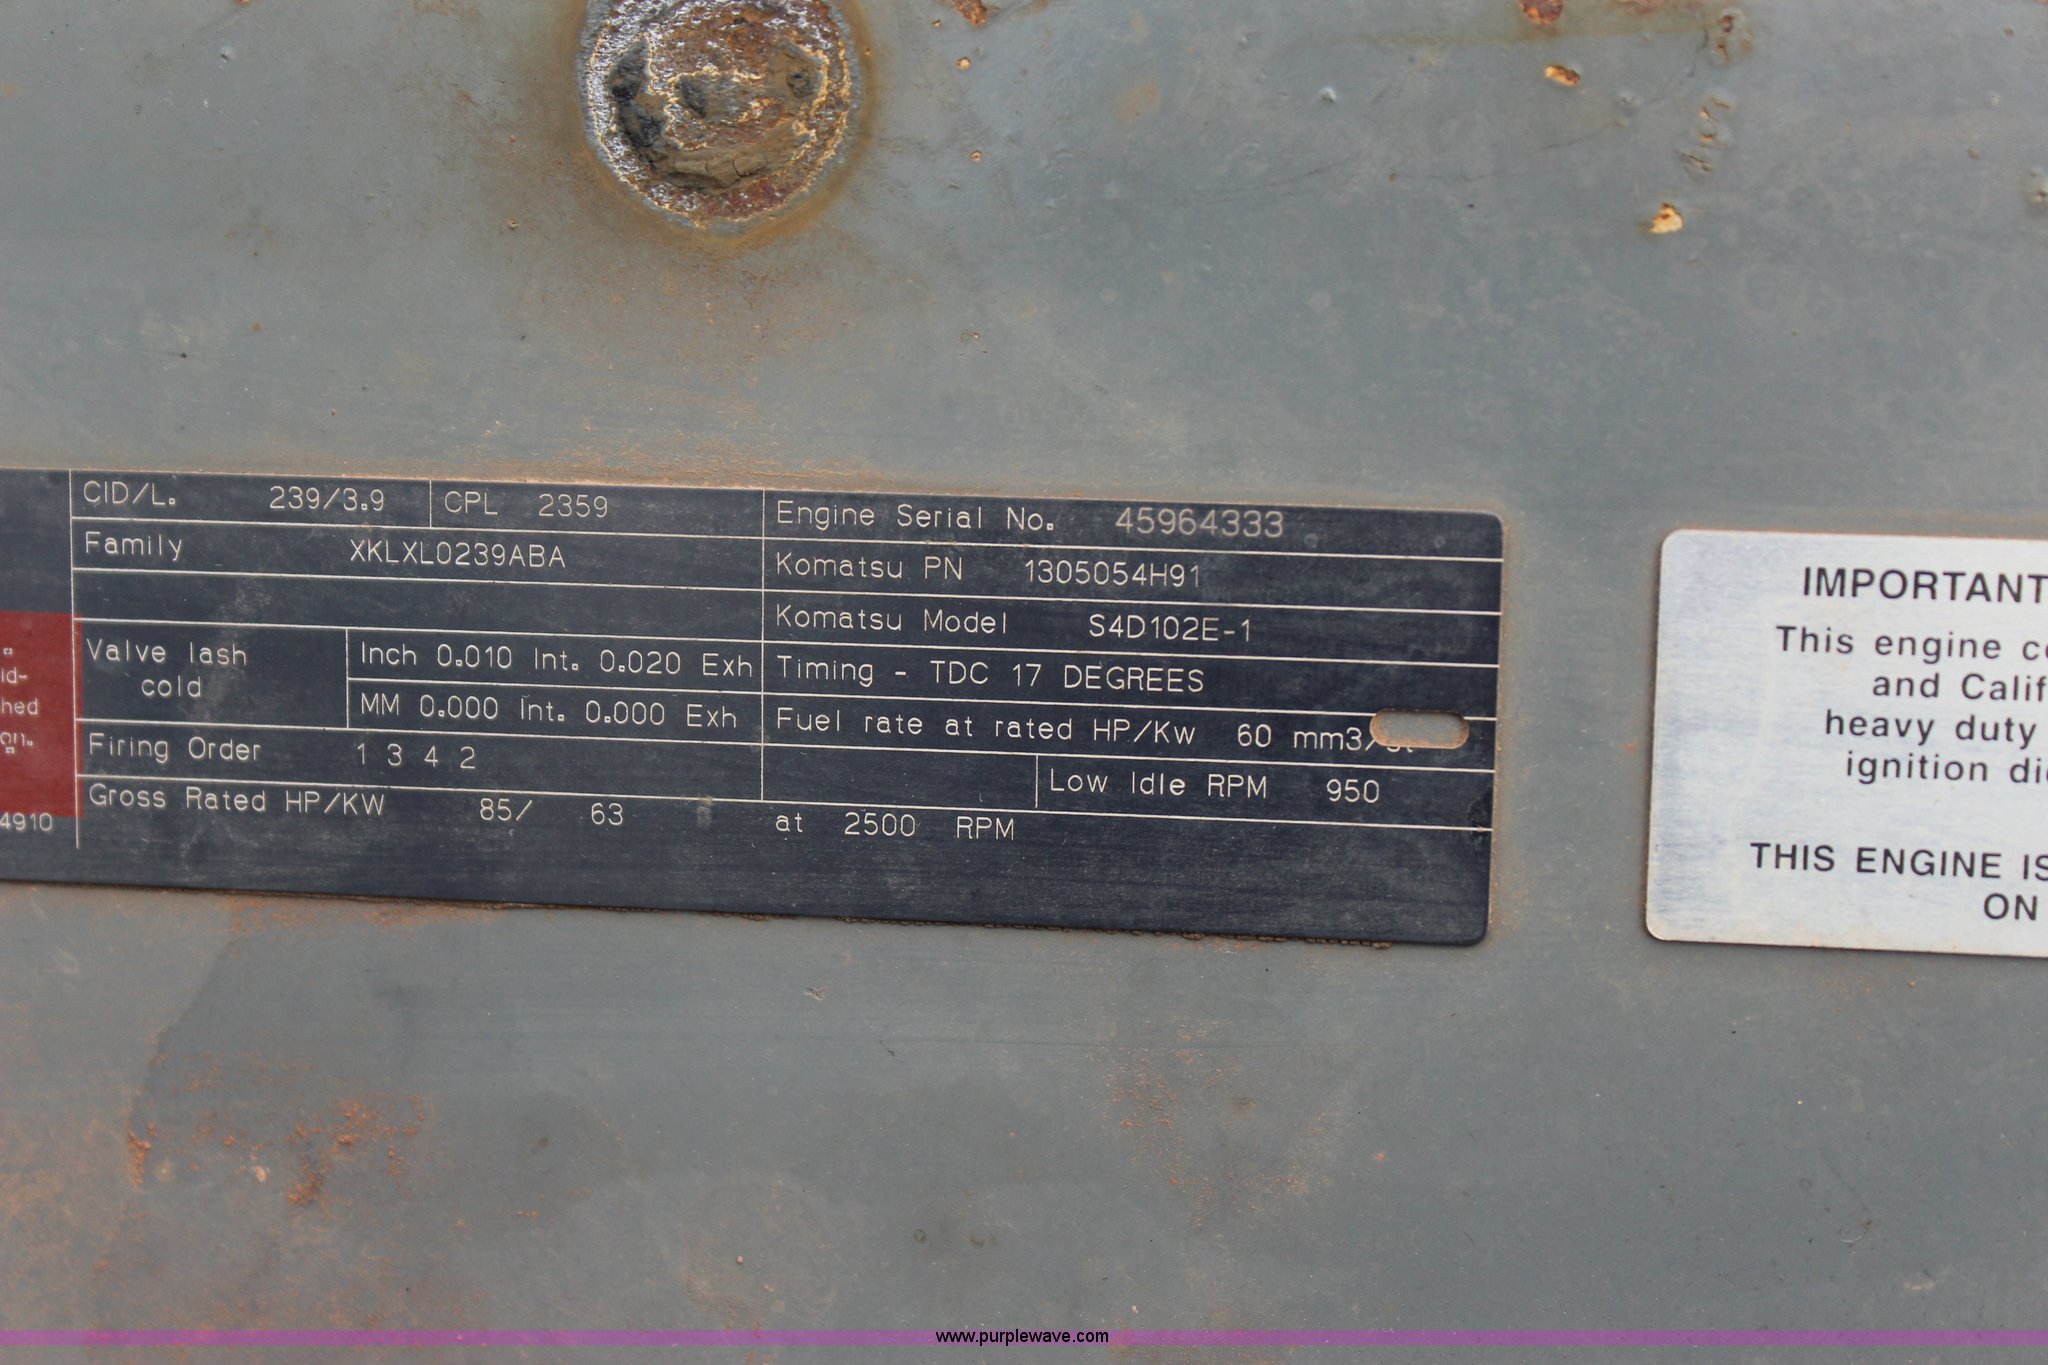 CID/L. 239/3.9 CPL 2359 Engine Serial No. 45964333
Family XKLXL0239ABA Komatsu PN 1305054H91
Komatsu Model S4D102E-1
Valve lash cold Inch 0.010 Int. 0.020 Exh Timing - TDC 17 DEGREES
MM 0.000 Int. 0.000 Exh Fuel rate at rated HP/Kw 60 mm3/st
Firing Order 1 3 4 2 Low Idle RPM 950
Gross Rated HP/KW 85/ 63 at 2500 RPM
id-
hed
4910
IMPORTANT
This engine co
and Calif
heavy duty
ignition di
THIS ENGINE IS
ON
www.purplewave.com